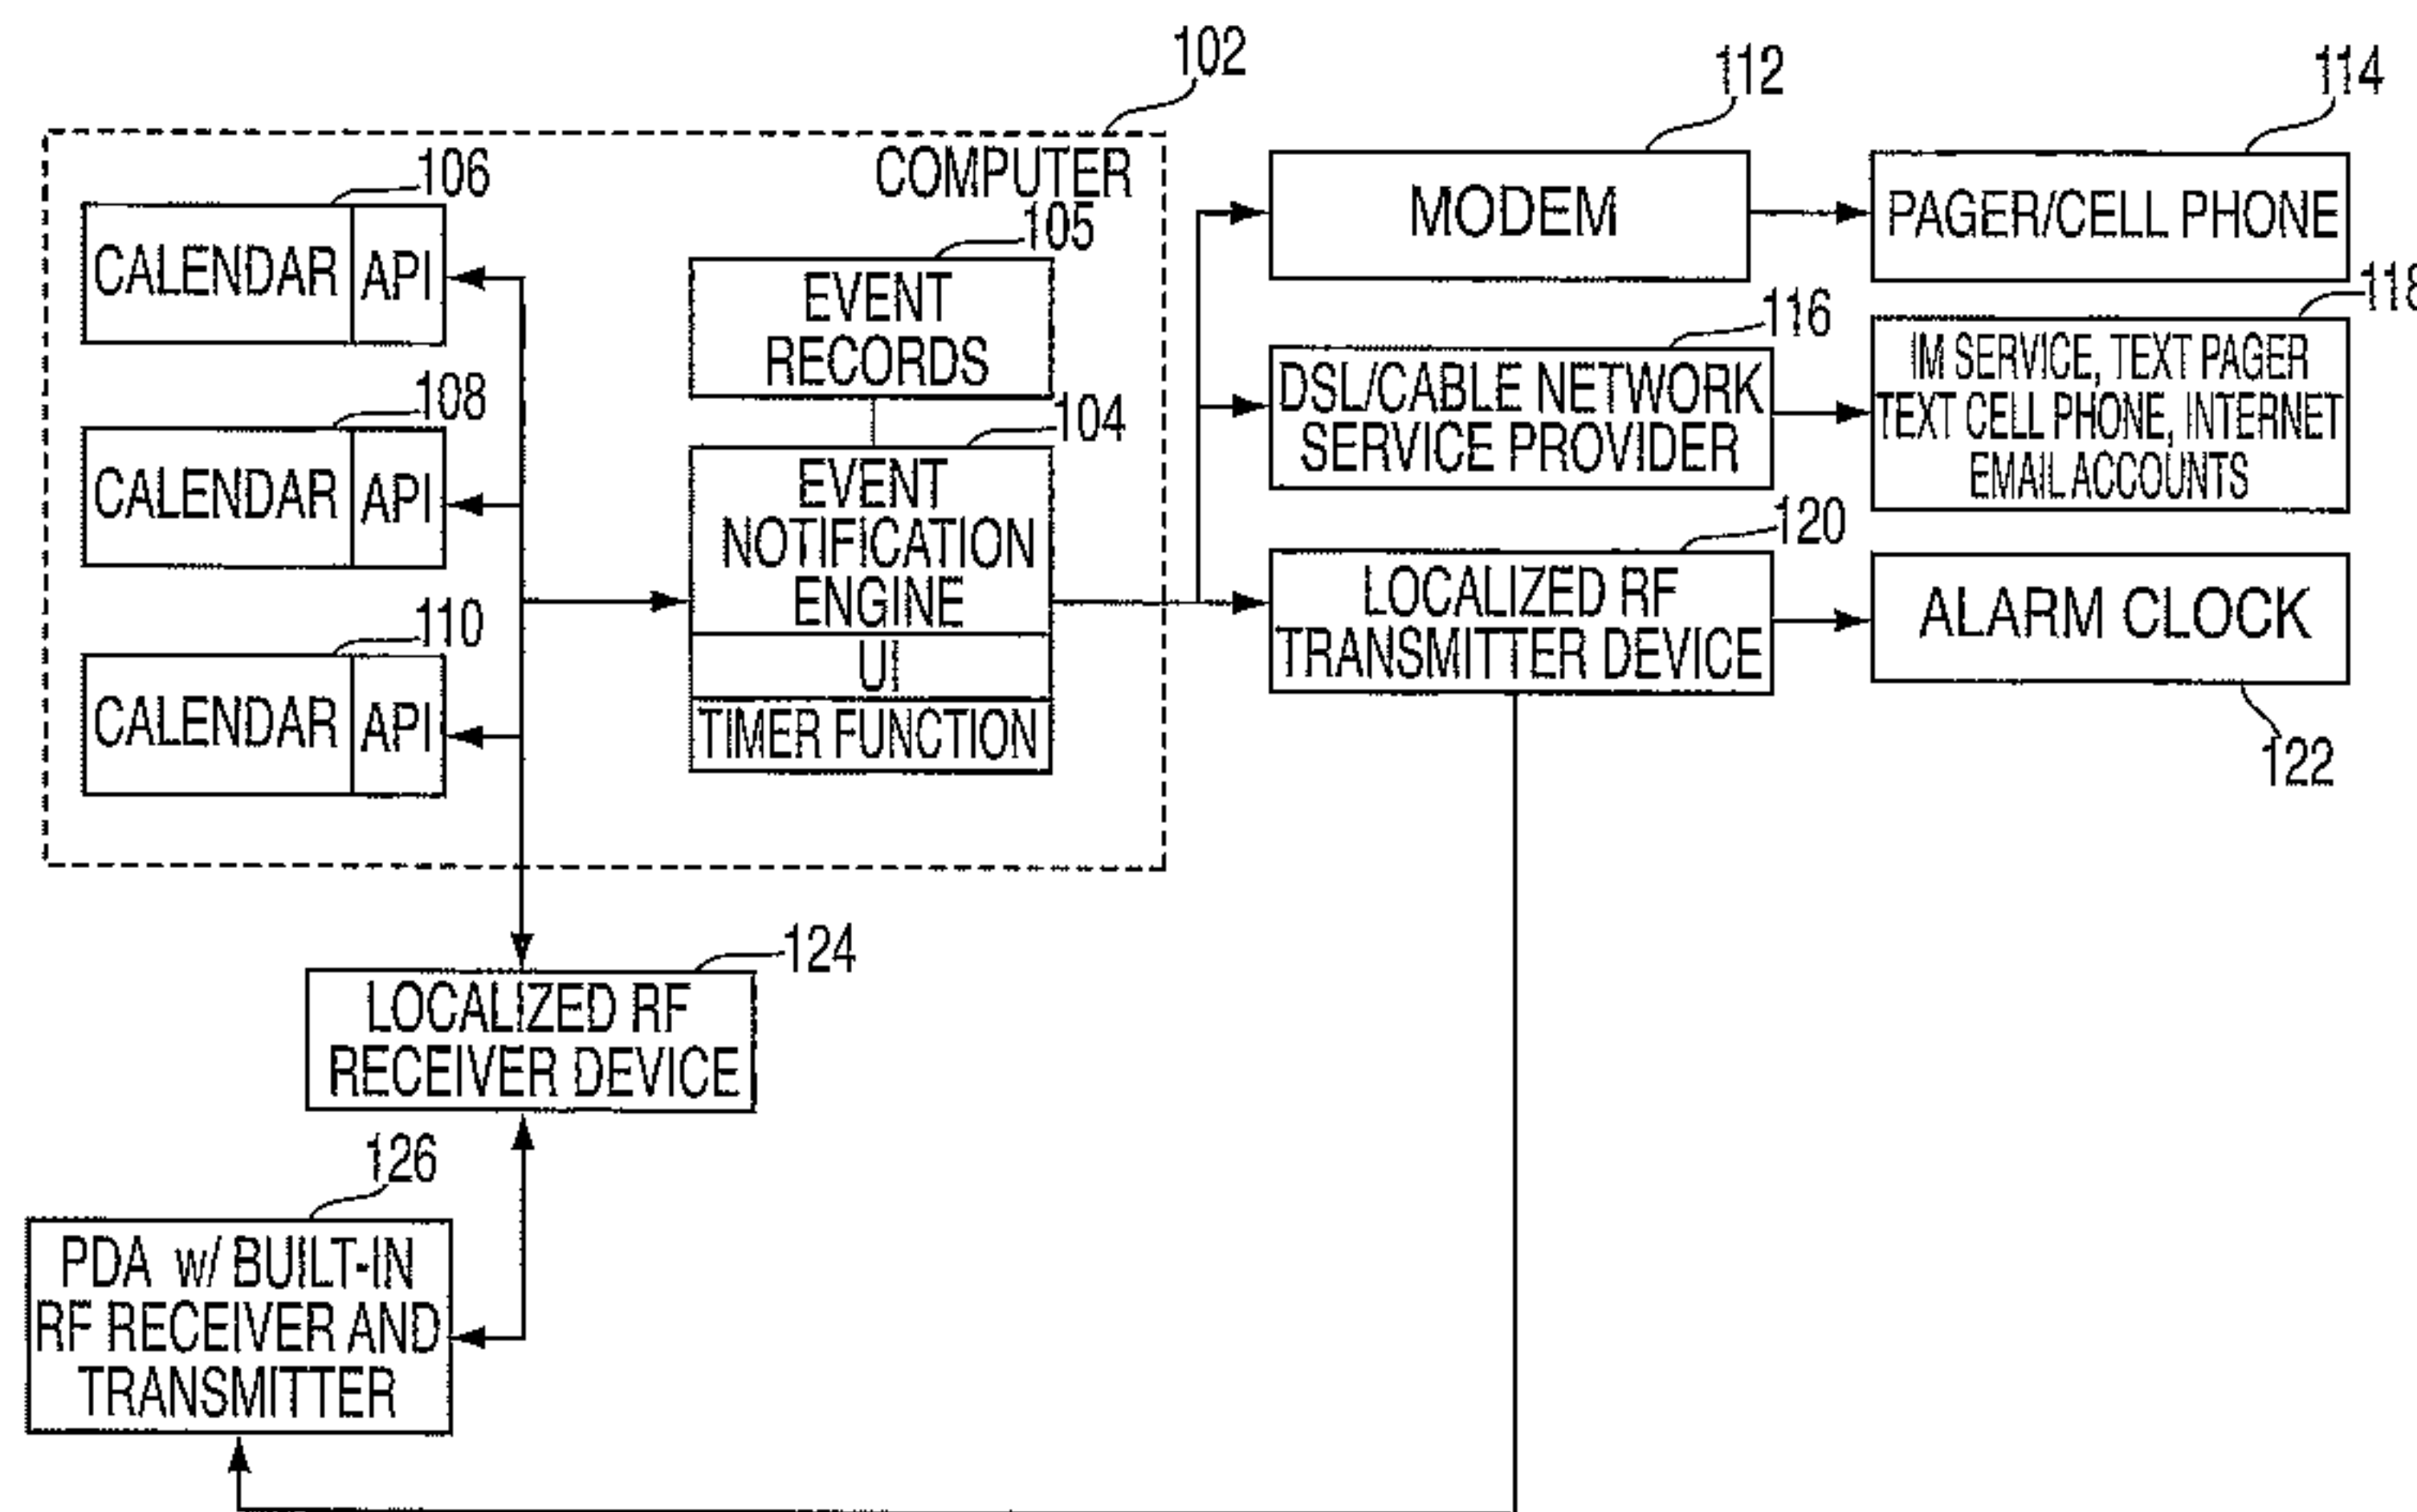 102
112
114
COMPUTER
106
CALENDAR API
105
EVENT
RECORDS
MODEM
PAGER/CELL PHONE
108
CALENDAR API
104
EVENT
NOTIFICATION
ENGINE
UI
TIMER FUNCTION
116
DSL/CABLE NETWORK
SERVICE PROVIDER
118
IM SERVICE, TEXT PAGER
TEXT CELL PHONE, INTERNET
EMAIL ACCOUNTS
110
CALENDAR API
120
LOCALIZED RF
TRANSMITTER DEVICE
ALARM CLOCK
122
124
LOCALIZED RF
RECEIVER DEVICE
126
PDA w/ BUILT-IN
RF RECEIVER AND
TRANSMITTER